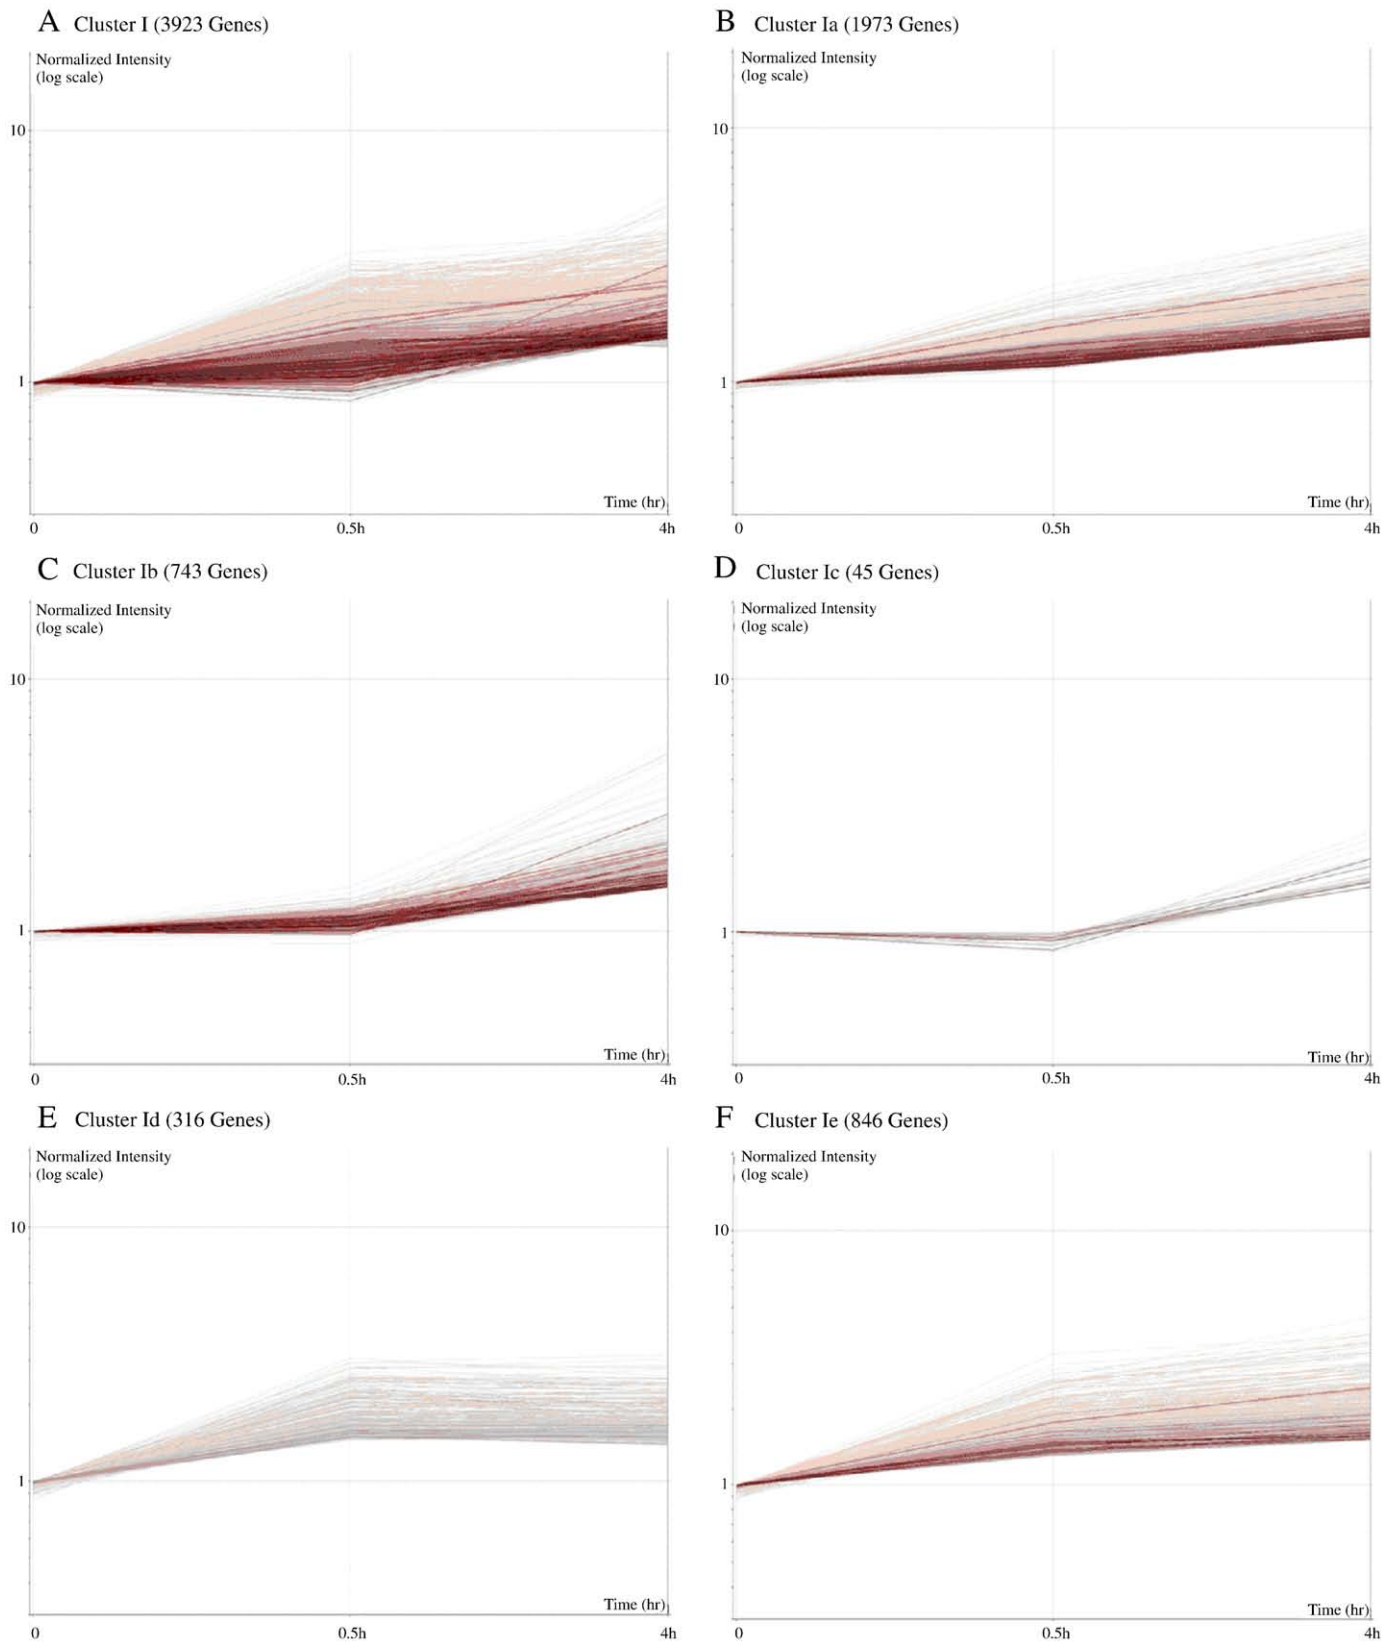 A Cluster I (3923 Genes)
Normalized Intensity
(log scale)
10
1
Time (hr)
0 0.5h 4h
B Cluster Ia (1973 Genes)
Normalized Intensity
(log scale)
10
1
Time (hr)
0 0.5h 4h
C Cluster Ib (743 Genes)
Normalized Intensity
(log scale)
10
1
Time (hr)
0 0.5h 4h
D Cluster Ic (45 Genes)
Normalized Intensity
(log scale)
10
1
Time (hr)
0 0.5h 4h
E Cluster Id (316 Genes)
Normalized Intensity
(log scale)
10
1
Time (hr)
0 0.5h 4h
F Cluster Ie (846 Genes)
Normalized Intensity
(log scale)
10
1
Time (hr)
0 0.5h 4h